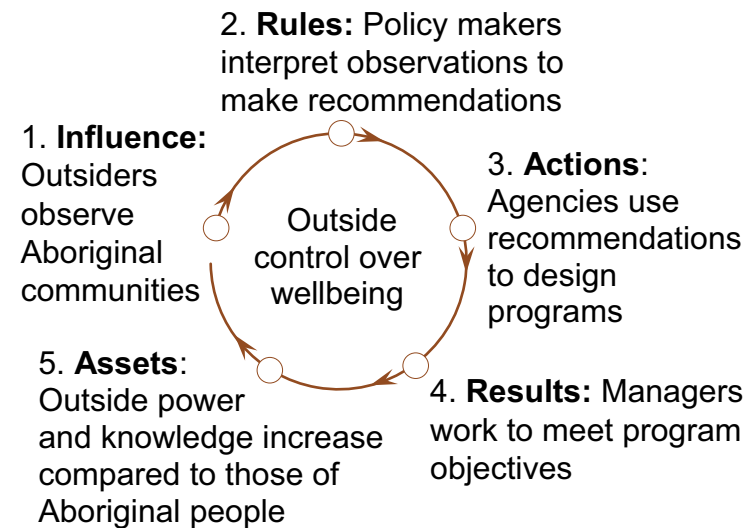 2. Rules: Policy makers
interpret observations to
make recommendations
1. Influence:
Outsiders
observe
Aboriginal
communities
3. Actions:
Agencies use
recommendations
to design
programs
Outside
control over
wellbeing
4. Results: Managers
work to meet program
objectives
5. Assets:
Outside power
and knowledge increase
compared to those of
Aboriginal people